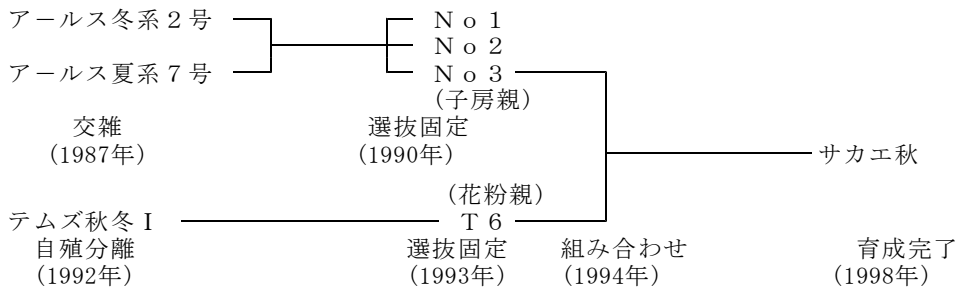 アールス冬系２号
Ｎｏ１
Ｎｏ２
アールス夏系７号
Ｎｏ３
(子房親)
交雑
選抜固定
(1987年)
(1990年)
サカエ秋
(花粉親)
テムズ秋冬Ⅰ
Ｔ６
自殖分離
選抜固定
組み合わせ
育成完了
(1992年)
(1993年)
(1994年)
(1998年)